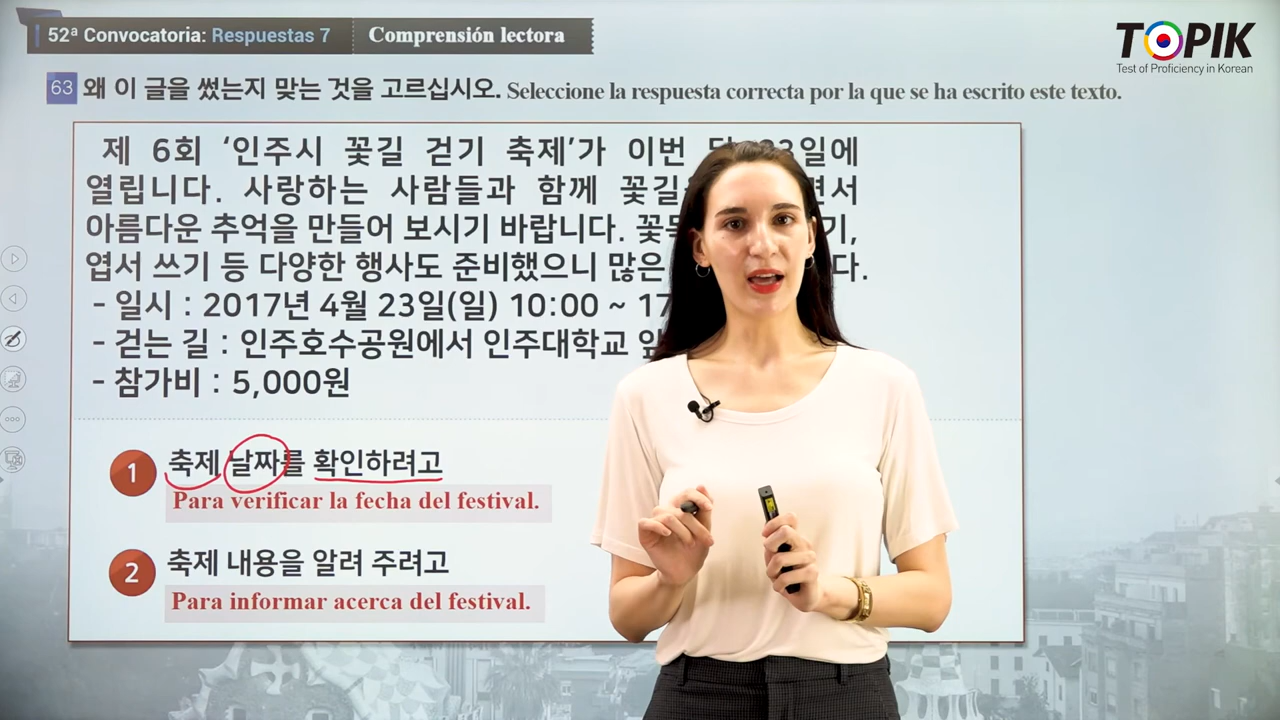 52ª Convocatoria: Respuestas 7 Comprensión lectora
TOPIK
Test of Proficiency in Korean
63 왜 이 글을 썼는지 맞는 것을 고르십시오. Seleccione la respuesta correcta por la que se ha escrito este texto.
제 6회 ‘인주시 꽃길 걷기 축제’가 이번
열립니다. 사랑하는 사람들과 함께
아름다운 추억을 만들어 보시기 바랍니다.
엽서 쓰기 등 다양한 행사도 준비했으니 많은
- 일시 : 2017년 4월 23일(일) 10:00 ~
- 걷는 길 : 인주호수공원에서 인주대학교
- 참가비 : 5,000원
1 축제 날짜를 확인하려고
Para verificar la fecha del festival.
2 축제 내용을 알려 주려고
Para informar acerca del festival.